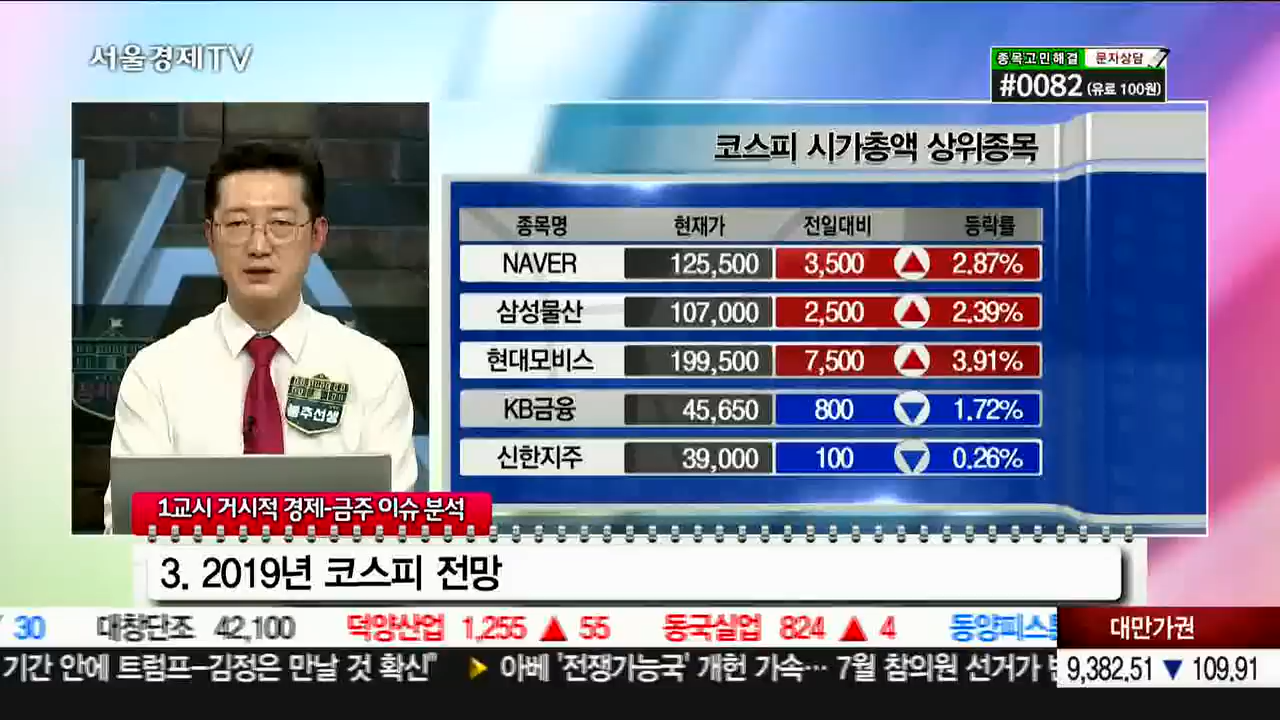 서울경제TV
종목고민해결 문자상담
#0082 (유료 100원)
코스피 시가총액 상위종목
종목명 현재가 전일대비 등락률
NAVER 125,500 3,500 ▲ 2.87%
삼성물산 107,000 2,500 ▲ 2.39%
현대모비스 199,500 7,500 ▲ 3.91%
KB금융 45,650 800 ▼ 1.72%
신한지주 39,000 100 ▼ 0.26%
1교시 거시적 경제-금주 이슈 분석
3. 2019년 코스피 전망
30 대창단조 42,100 덕양산업 1,255 ▲ 55 동국실업 824 ▲ 4 동양피스톤
대만가권
기간 안에 트럼프-김정은 만날 것 확신" ▶ 아베 '전쟁가능국' 개헌 가속… 7월 참의원 선거가
9,382.51 ▼ 109.91